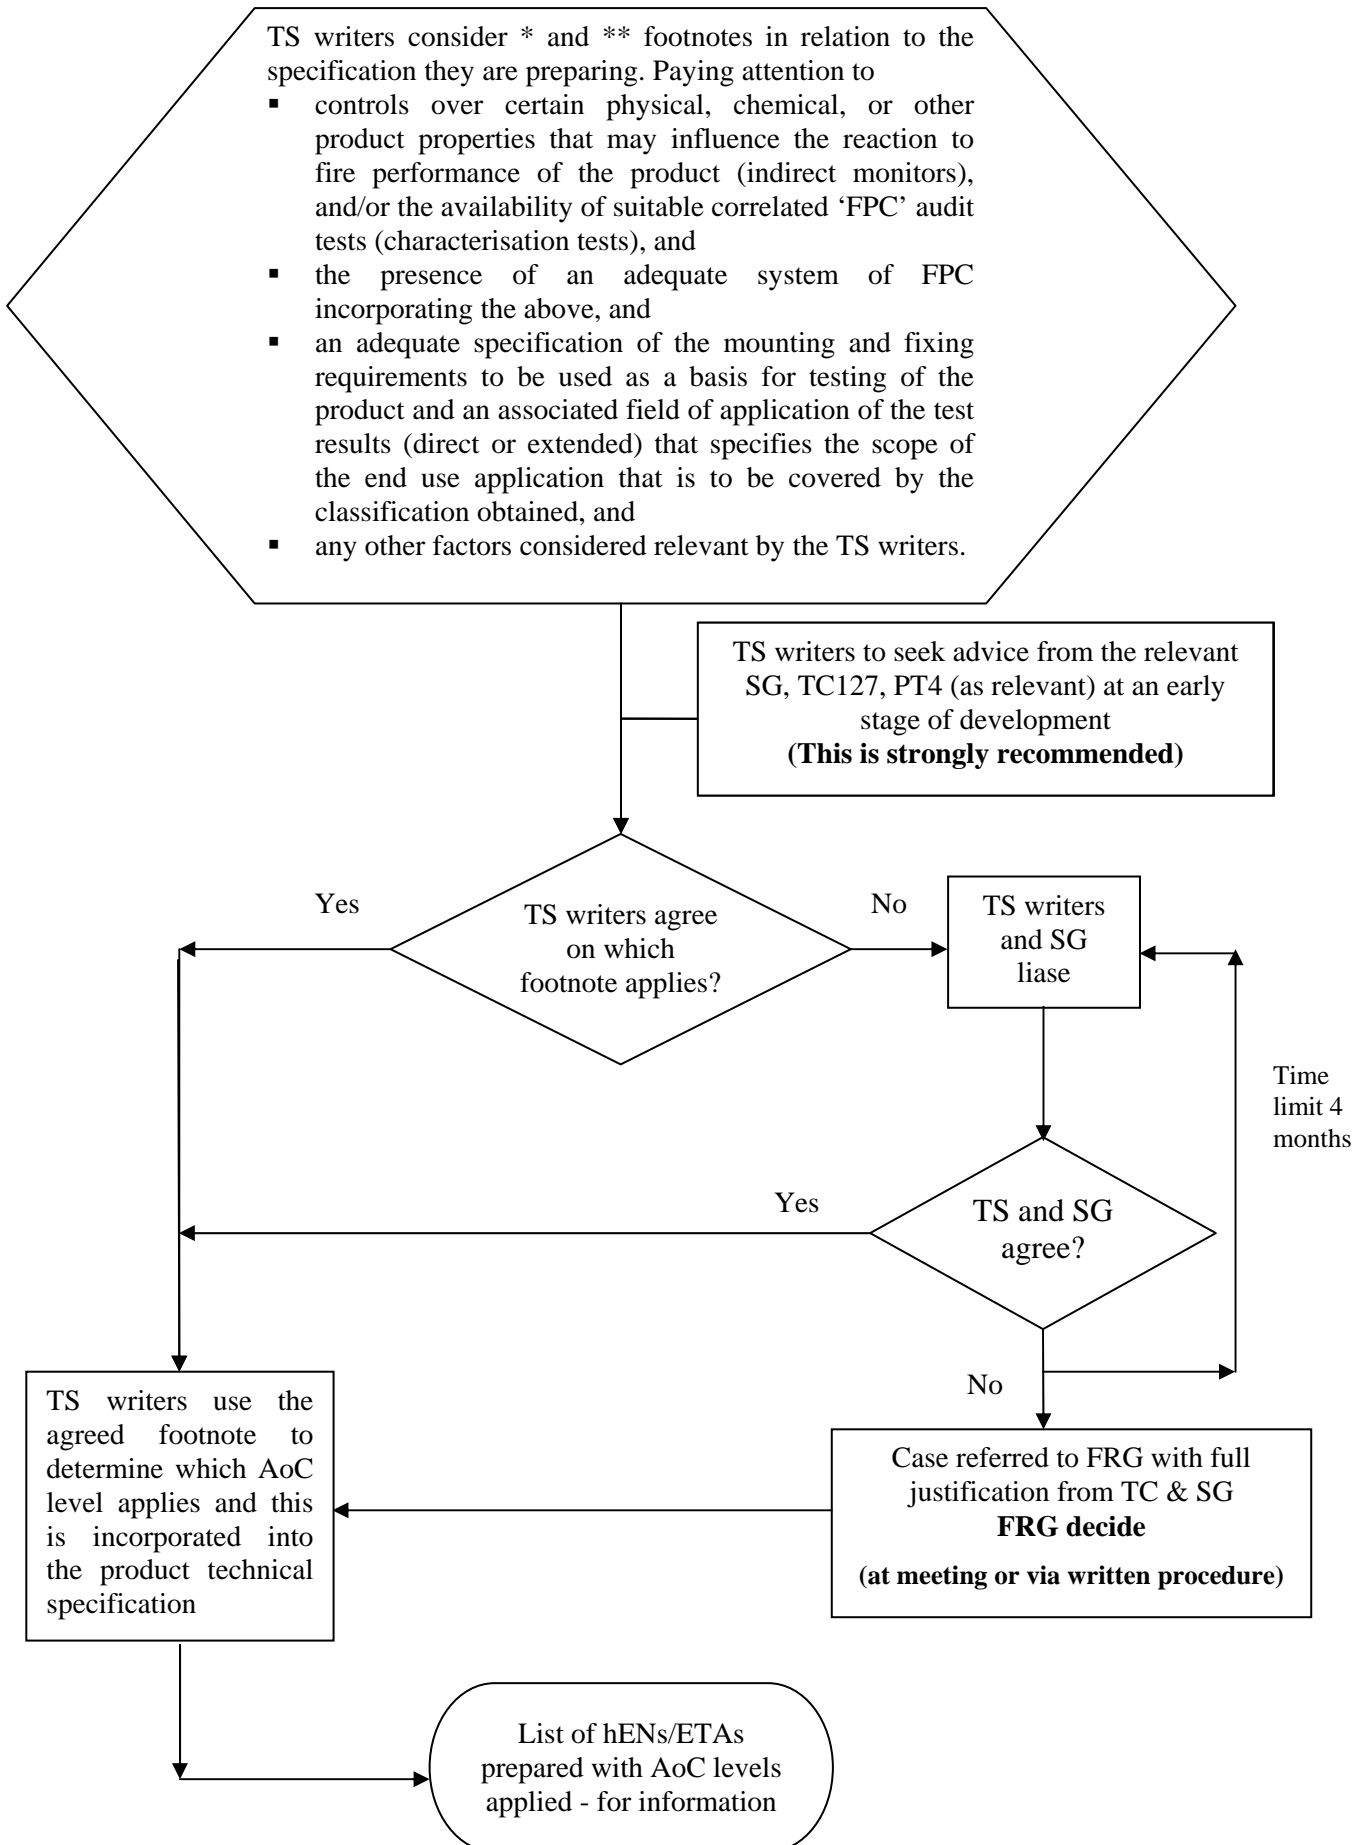 TS writers consider * and ** footnotes in relation to the
specification they are preparing. Paying attention to
▪ controls over certain physical, chemical, or other
product properties that may influence the reaction to
fire performance of the product (indirect monitors),
and/or the availability of suitable correlated ‘FPC’ audit
tests (characterisation tests), and
▪ the presence of an adequate system of FPC
incorporating the above, and
▪ an adequate specification of the mounting and fixing
requirements to be used as a basis for testing of the
product and an associated field of application of the test
results (direct or extended) that specifies the scope of
the end use application that is to be covered by the
classification obtained, and
▪ any other factors considered relevant by the TS writers.
TS writers to seek advice from the relevant
SG, TC127, PT4 (as relevant) at an early
stage of development
(This is strongly recommended)
Yes
TS writers agree
on which
footnote applies?
No
TS writers
and SG
liase
Time
limit 4
months
Yes
TS and SG
agree?
No
TS writers use the
agreed footnote to
determine which AoC
level applies and this
is incorporated into
the product technical
specification
Case referred to FRG with full
justification from TC & SG
FRG decide
(at meeting or via written procedure)
List of hENs/ETAs
prepared with AoC levels
applied - for information